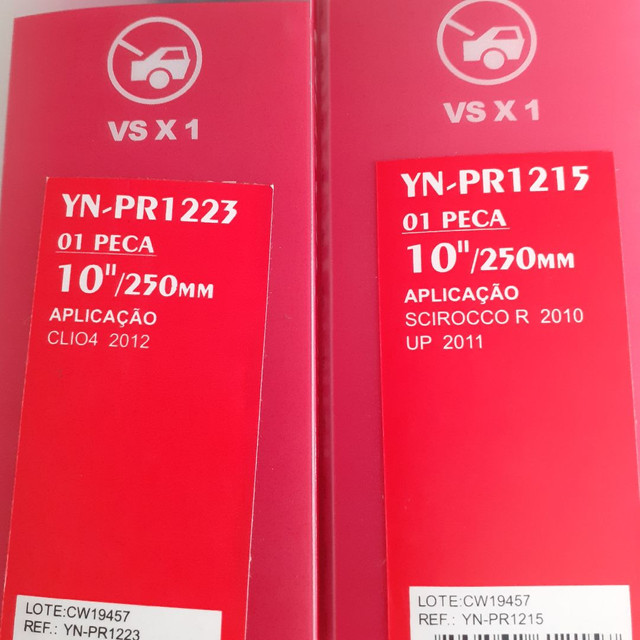 VS X 1
YN-PR1223
01 PECA
10"/250MM
APLICAÇÃO
CLIO4 2012
LOTE:CW19457
REF.: YN-PR1223
VS X 1
YN-PR1215
01 PECA
10"/250MM
APLICAÇÃO
SCIROCCO R 2010
UP 2011
LOTE:CW19457
REF.: YN-PR1215